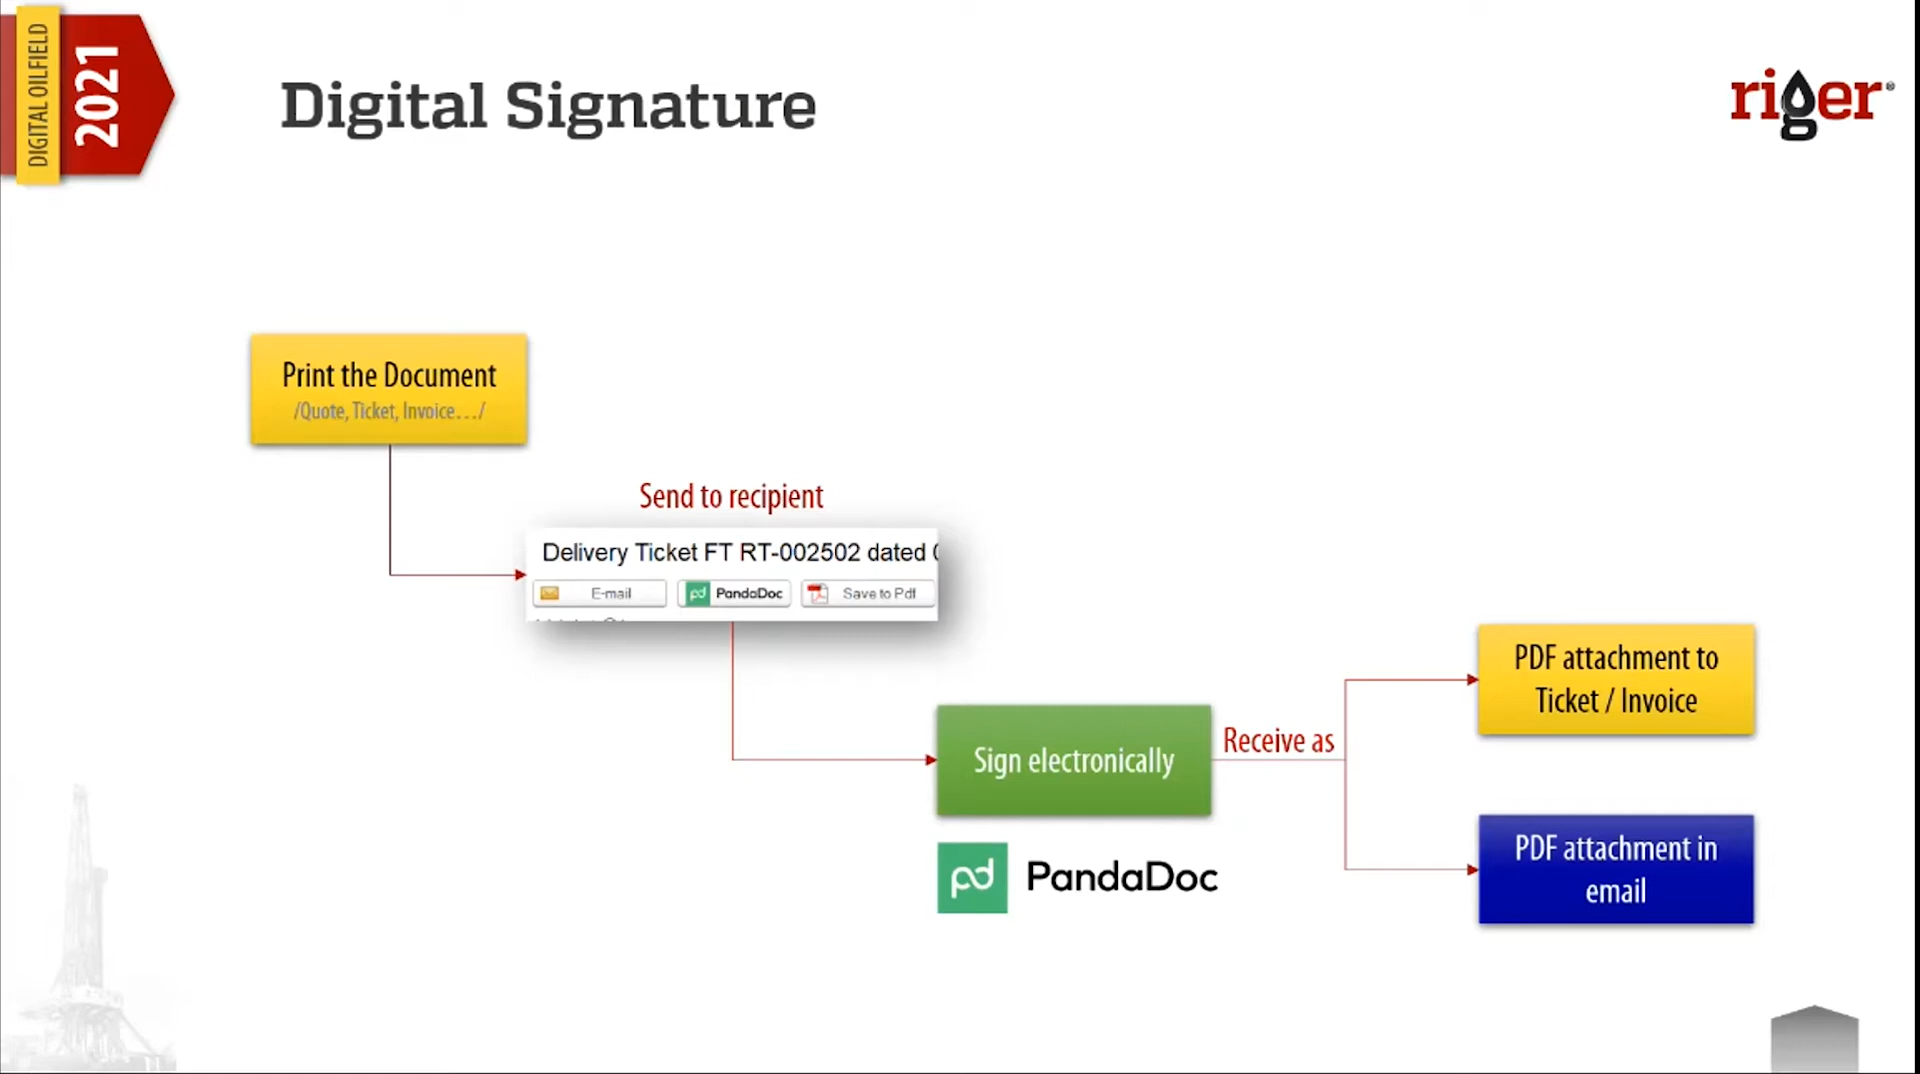 DIGITAL OILFIELD
2021
Digital Signature
riger®
Print the Document
/Quote, Ticket, Invoice…/
Send to recipient
Delivery Ticket FT RT-002502 dated
E-mail
pd PandaDoc
Save to Pdf
Sign electronically
Receive as
PDF attachment to
Ticket / Invoice
PDF attachment in
email
pd PandaDoc